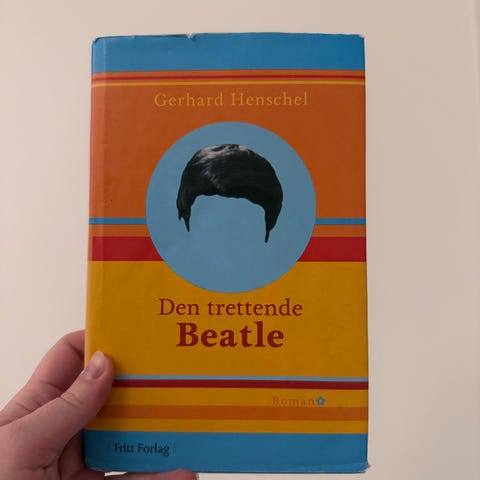 Gerhard Henschel
Den trettende
Beatle
Roman
Fritt Forlag